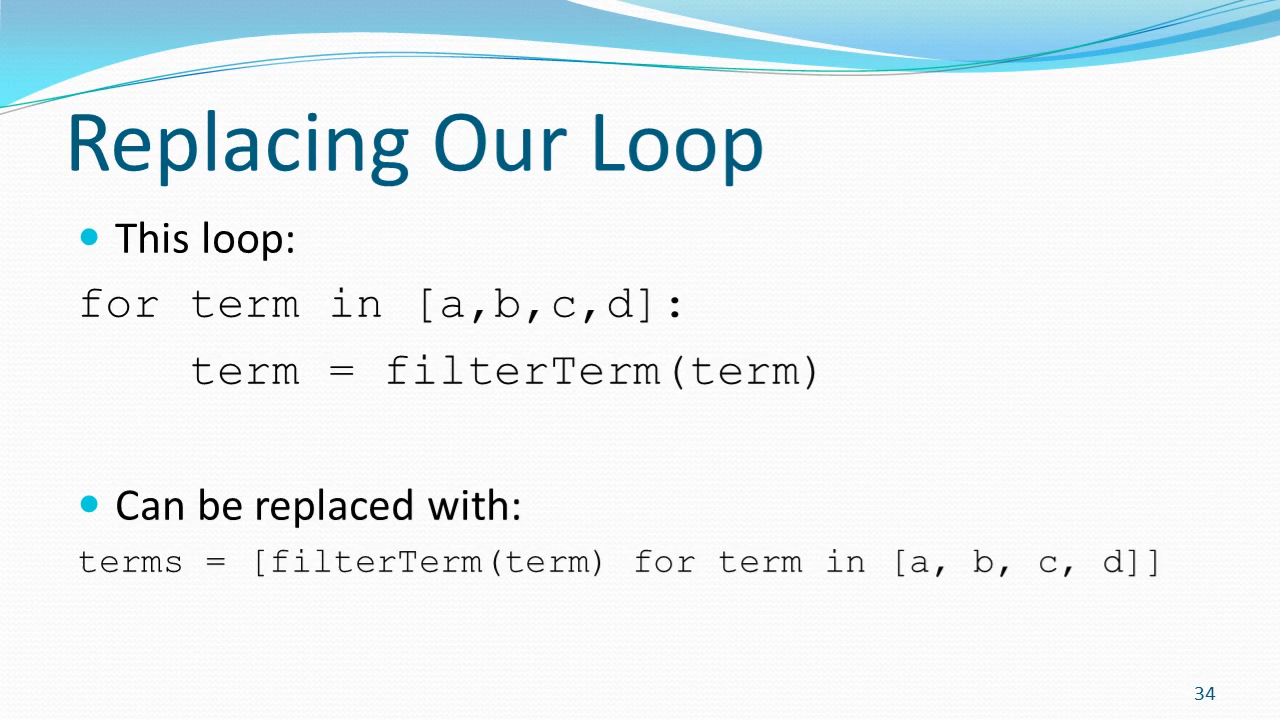 Replacing Our Loop
• This loop:
for term in [a,b,c,d]:
    term = filterTerm(term)
• Can be replaced with:
terms = [filterTerm(term) for term in [a, b, c, d]]
34